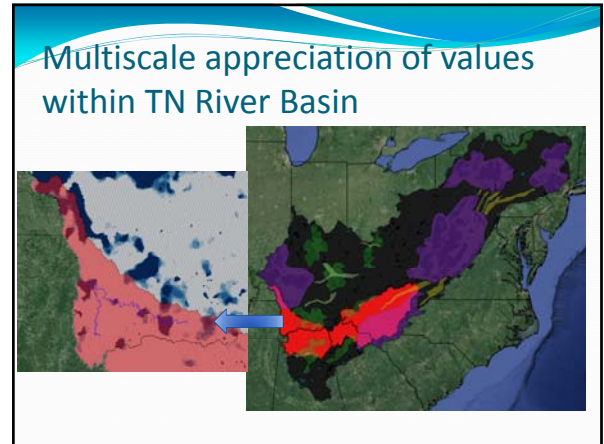 Multiscale appreciation of values
within TN River Basin